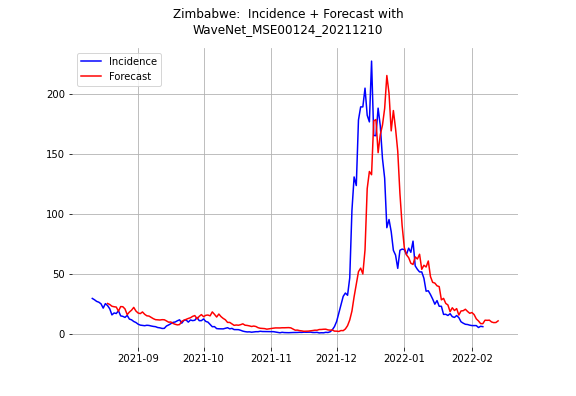 Zimbabwe:  Incidence + Forecast with
WaveNet_MSE00124_20211210
Incidence
Forecast
200
150
100
50
0
2021-09 2021-10 2021-11 2021-12 2022-01 2022-02